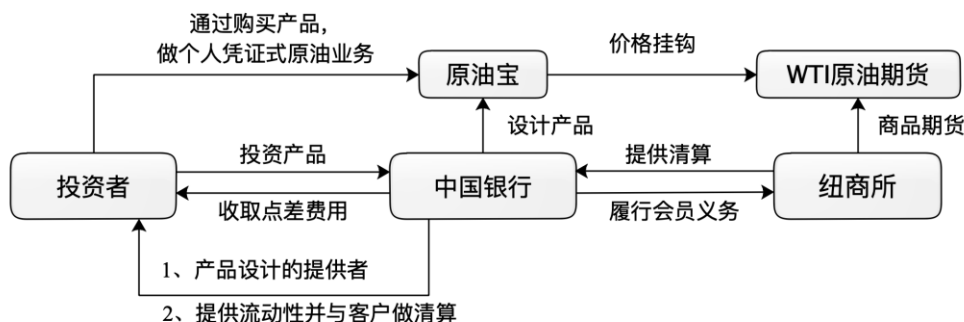 通过购买产品，
做个人凭证式原油业务
价格挂钩
原油宝
WTI原油期货
设计产品
商品期货
投资产品
提供清算
投资者
中国银行
纽商所
收取点差费用
履行会员义务
1、产品设计的提供者
2、提供流动性并与客户做清算